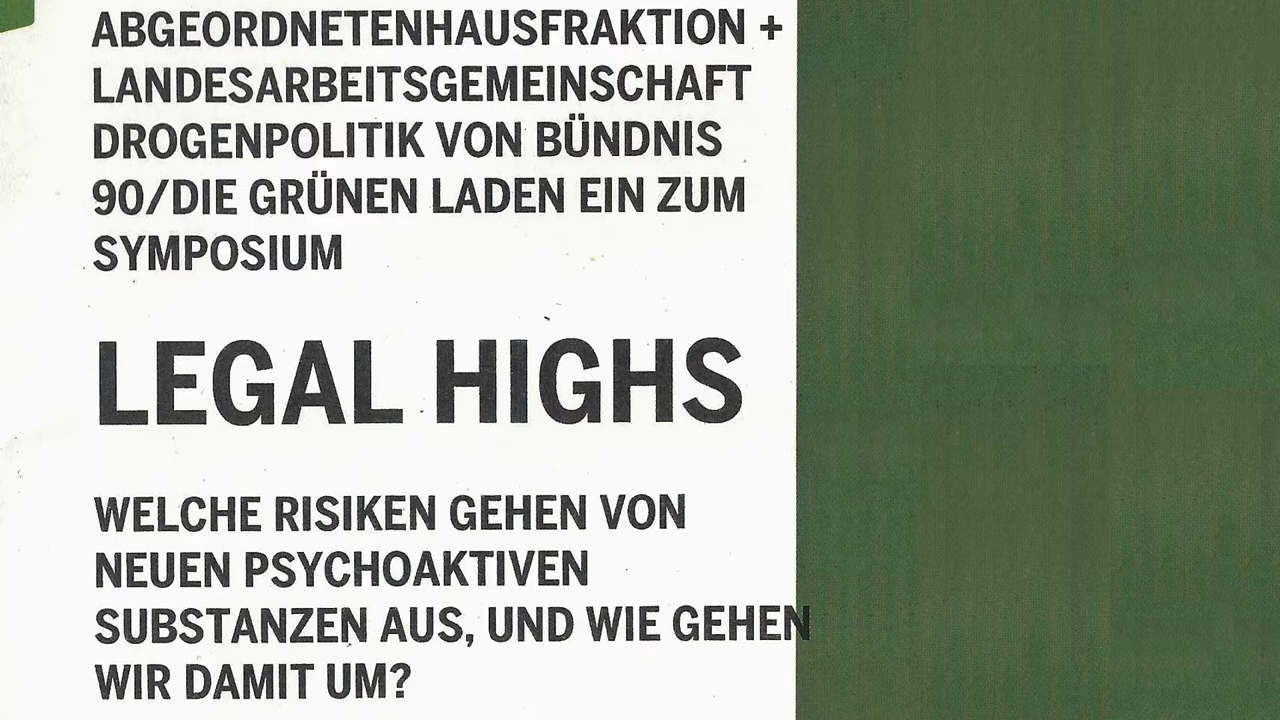 ABGEORDNETENHAUSFRAKTION +
LANDESARBEITSGEMEINSCHAFT
DROGENPOLITIK VON BÜNDNIS
90/DIE GRÜNEN LADEN EIN ZUM
SYMPOSIUM
LEGAL HIGHS
WELCHE RISIKEN GEHEN VON
NEUEN PSYCHOAKTIVEN
SUBSTANZEN AUS, UND WIE GEHEN
WIR DAMIT UM?